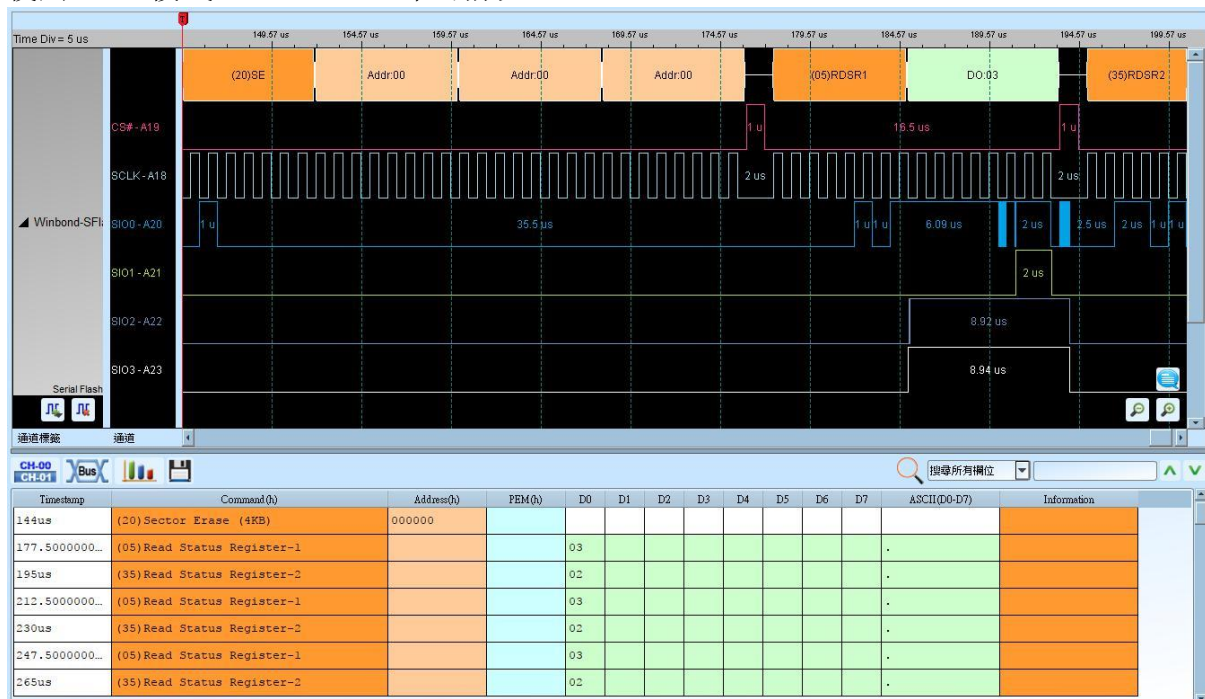 Time Div = 5 us
149.57 us 154.57 us 159.57 us 164.57 us 169.57 us 174.57 us 179.57 us 184.57 us 189.57 us 194.57 us 199.57 us
(20)SE Addr:00 Addr:00 Addr:00 (05)RDSR1 DO:03 (35)RDSR2
CS# - A19 1 u 16.5 us 1 u
SCLK - A18 2 us 2 us
Winbond-SFl
SIO0 - A20 1 u 35.5 us 1 u 1 u 6.09 us 2 us 2.5 us 2 us 1 u 1 u
SIO1 - A21 2 us
SIO2 - A22 8.92 us
SIO3 - A23 8.94 us
Serial Flash
通道標籤 通道
CH-00
CH-01 Bus 搜尋所有欄位
Timestamp Command(h) Address(h) PEM(h) D0 D1 D2 D3 D4 D5 D6 D7 ASCII(D0-D7) Information
144us (20)Sector Erase (4KB) 000000
177.5000000... (05)Read Status Register-1 03 .
195us (35)Read Status Register-2 02 .
212.5000000... (05)Read Status Register-1 03 .
230us (35)Read Status Register-2 02 .
247.5000000... (05)Read Status Register-1 03 .
265us (35)Read Status Register-2 02 .